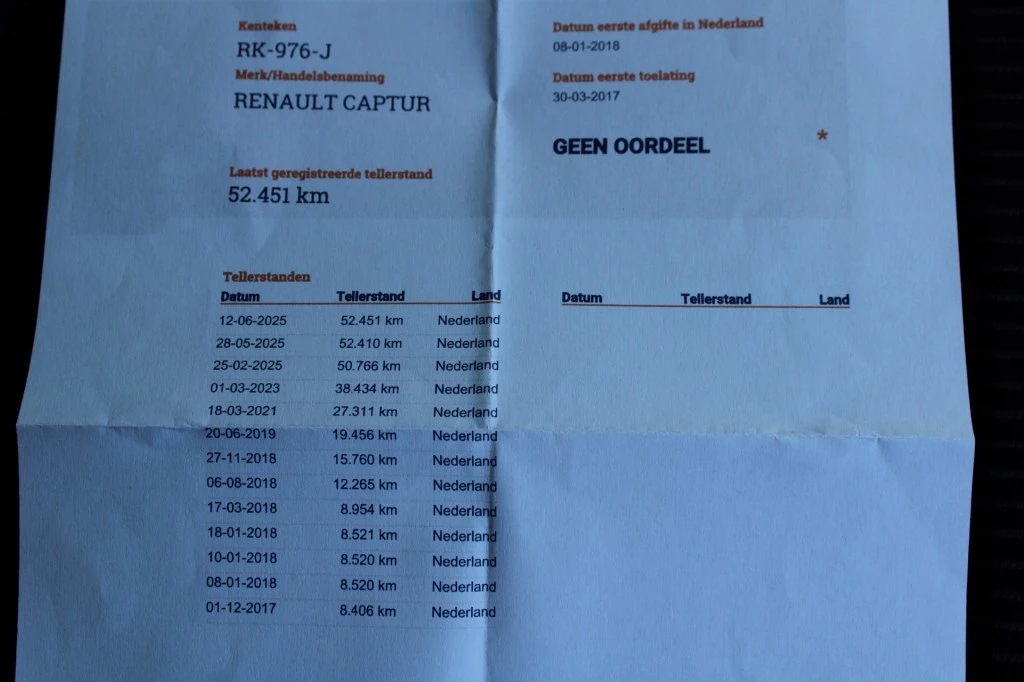 Kenteken
RK-976-J
Merk/Handelsbenaming
RENAULT CAPTUR
Laatst geregistreerde tellerstand
52.451 km
Datum eerste afgifte in Nederland
08-01-2018
Datum eerste toelating
30-03-2017
GEEN OORDEEL *
Tellerstanden
Datum Tellerstand Land
12-06-2025 52.451 km Nederland
28-05-2025 52.410 km Nederland
25-02-2025 50.766 km Nederland
01-03-2023 38.434 km Nederland
18-03-2021 27.311 km Nederland
20-06-2019 19.456 km Nederland
27-11-2018 15.760 km Nederland
06-08-2018 12.265 km Nederland
17-03-2018 8.954 km Nederland
18-01-2018 8.521 km Nederland
10-01-2018 8.520 km Nederland
08-01-2018 8.520 km Nederland
01-12-2017 8.406 km Nederland
Datum Tellerstand Land